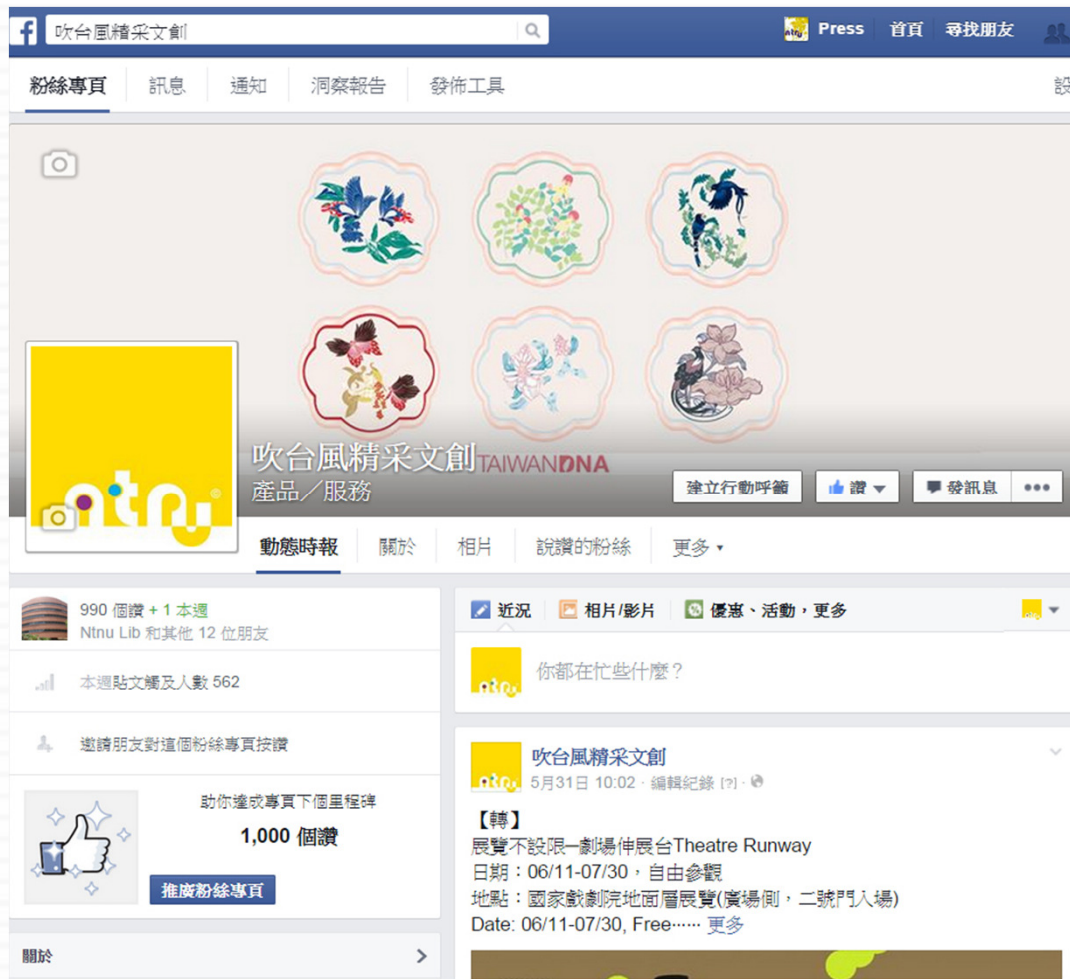 吹台風精采文創
Press 首頁 尋找朋友
粉絲專頁 訊息 通知 洞察報告 發佈工具 設
吹台風精采文創 TAIWANDNA
產品／服務
建立行動呼籲 讚 發訊息
ntnu
動態時報 關於 相片 說讚的粉絲 更多
990 個讚 + 1 本週
Ntnu Lib 和其他 12 位朋友
本週貼文觸及人數 562
邀請朋友對這個粉絲專頁按讚
助你達成專頁下個里程碑
1,000 個讚
推廣粉絲專頁
關於
近況 相片/影片 優惠、活動，更多
你都在忙些什麼？
吹台風精采文創
5月31日 10:02 · 編輯紀錄 [?] ·
【轉】
展覽不設限─劇場伸展台Theatre Runway
日期：06/11-07/30，自由參觀
地點：國家戲劇院地面層展覽(廣場側，二號門入場)
Date: 06/11-07/30, Free⋯⋯ 更多